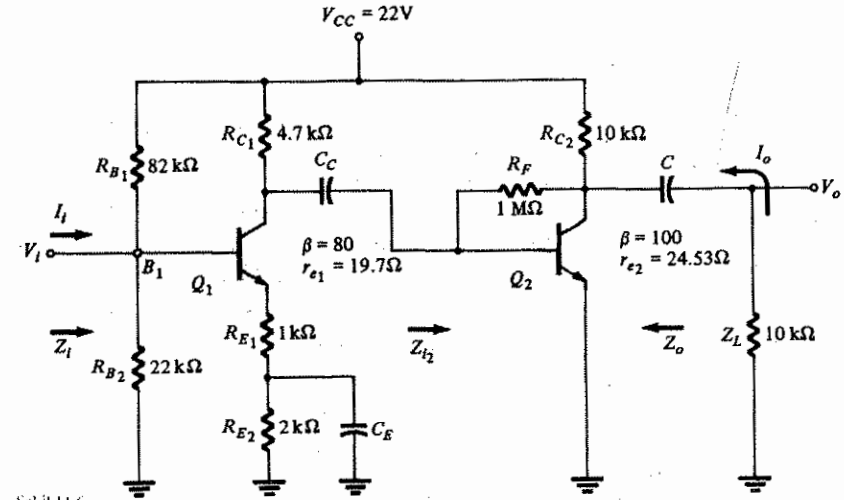 V_CC = 22V
R_C1 4.7 kΩ
R_C2 10 kΩ
R_B1 82 kΩ
C_C
R_F
1 MΩ
C
I_o
V_o
I_i
V_i
B_1
Q_1
β = 80
r_e1 = 19.7Ω
Q_2
β = 100
r_e2 = 24.53Ω
Z_i
R_B2 22 kΩ
R_E1 1 kΩ
Z_i2
Z_o
Z_L 10 kΩ
R_E2 2 kΩ
C_E